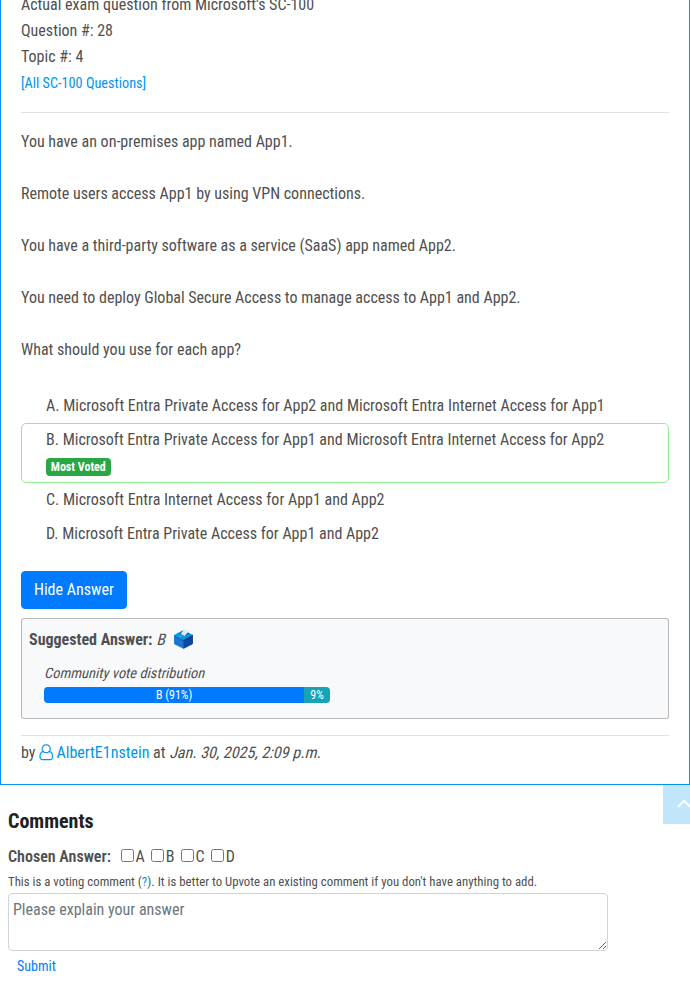 Actual exam question from Microsoft's SC-100
Question #: 28
Topic #: 4
[All SC-100 Questions]
You have an on-premises app named App1.
Remote users access App1 by using VPN connections.
You have a third-party software as a service (SaaS) app named App2.
You need to deploy Global Secure Access to manage access to App1 and App2.
What should you use for each app?
A. Microsoft Entra Private Access for App2 and Microsoft Entra Internet Access for App1
B. Microsoft Entra Private Access for App1 and Microsoft Entra Internet Access for App2
Most Voted
C. Microsoft Entra Internet Access for App1 and App2
D. Microsoft Entra Private Access for App1 and App2
Hide Answer
Suggested Answer: B
Community vote distribution
B (91%) 9%
by AlbertE1nstein at Jan. 30, 2025, 2:09 p.m.
Comments
Chosen Answer: A B C D
This is a voting comment (?). It is better to Upvote an existing comment if you don't have anything to add.
Please explain your answer
Submit